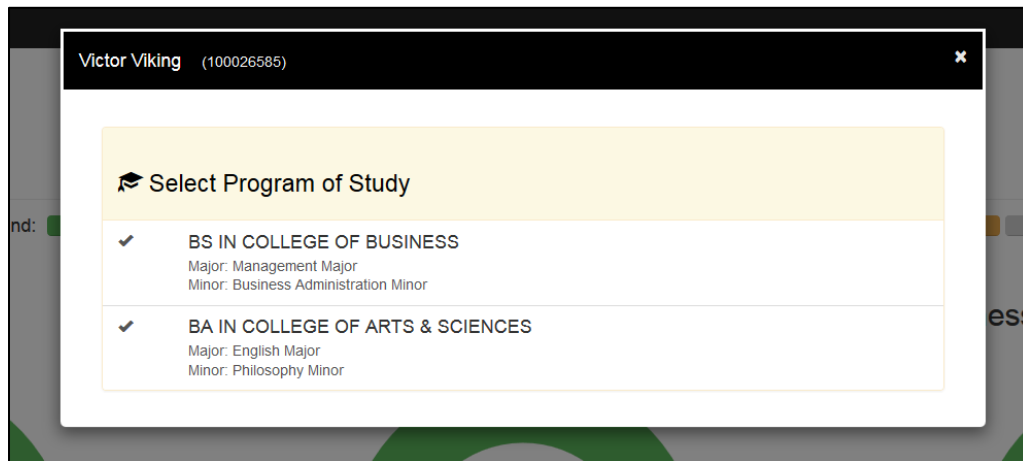 Victor Viking (100026585)
Select Program of Study
nd:
BS IN COLLEGE OF BUSINESS
Major: Management Major
Minor: Business Administration Minor
BA IN COLLEGE OF ARTS & SCIENCES
ess
Major: English Major
Minor: Philosophy Minor